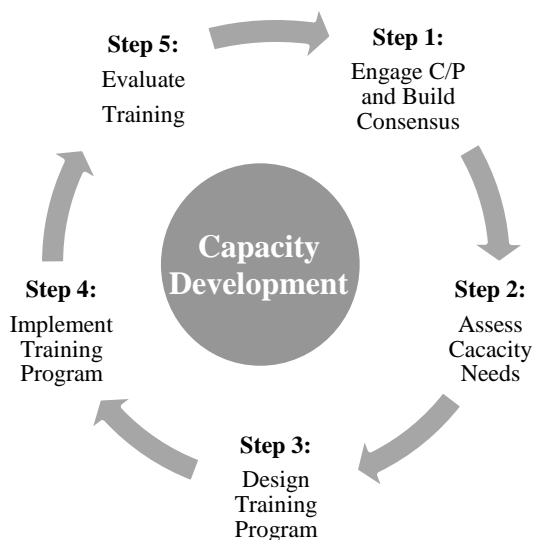 Step 1:
Engage C/P
and Build
Consensus
Step 2:
Assess
Cacacity
Needs
Step 3:
Design
Training
Program
Step 4:
Implement
Training
Program
Step 5:
Evaluate
Training
Capacity
Development